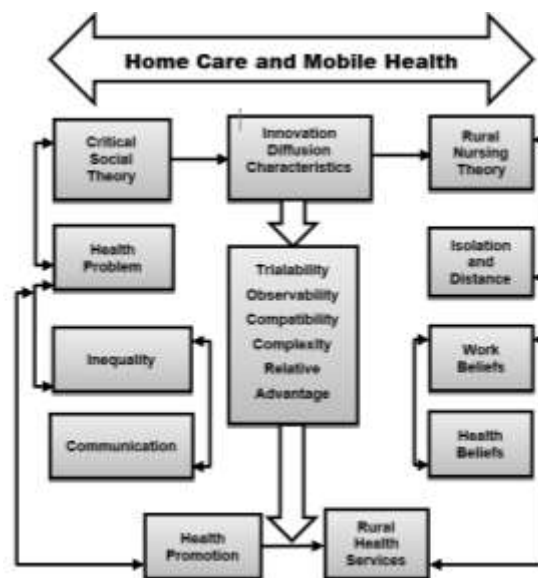 Home Care and Mobile Health
Critical
Social
Theory
Innovation
Diffusion
Characteristics
Rural
Nursing
Theory
Health
Problem
Trialability
Observability
Compatibility
Complexity
Relative
Advantage
Isolation
and
Distance
Inequality
Work
Beliefs
Communication
Health
Beliefs
Health
Promotion
Rural
Health
Services